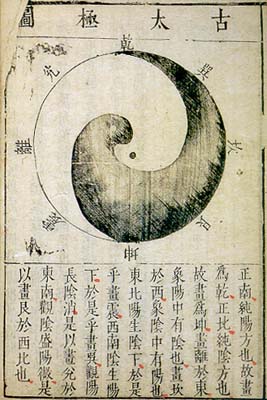 古太極圖
乾
兌
巽
離
坎
震
艮
坤
正南純陽方也故畫
為乾正北純陰方也
故畫為坤畫離於東
象陽中有陰也畫坎
於西象陰中有陽也
東北陽生陰下於是
乎畫震西南陰生陽
下於是乎畫巽觀陽
長陰消是以畫兌於
東南觀陰盛陽微是
以畫艮於西北也